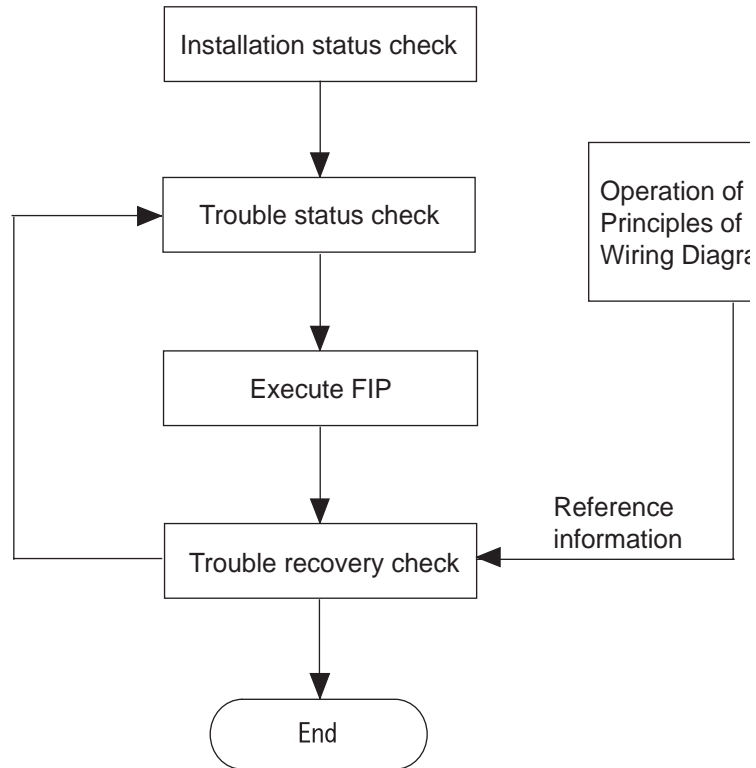 Installation status check
Trouble status check
Operation of
Principles of
Wiring
Execute FIP
Reference
information
Trouble recovery check
End